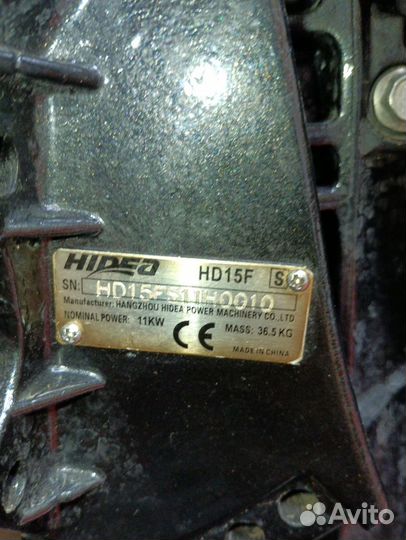 HIDEA HD15F S
SN:
Manufacturer: HANGZHOU HIDEA POWER MACHINERY CO.,LTD
NOMINAL POWER: 11KW CE MASS: 36.5 KG
MADE IN CHINA
Avito